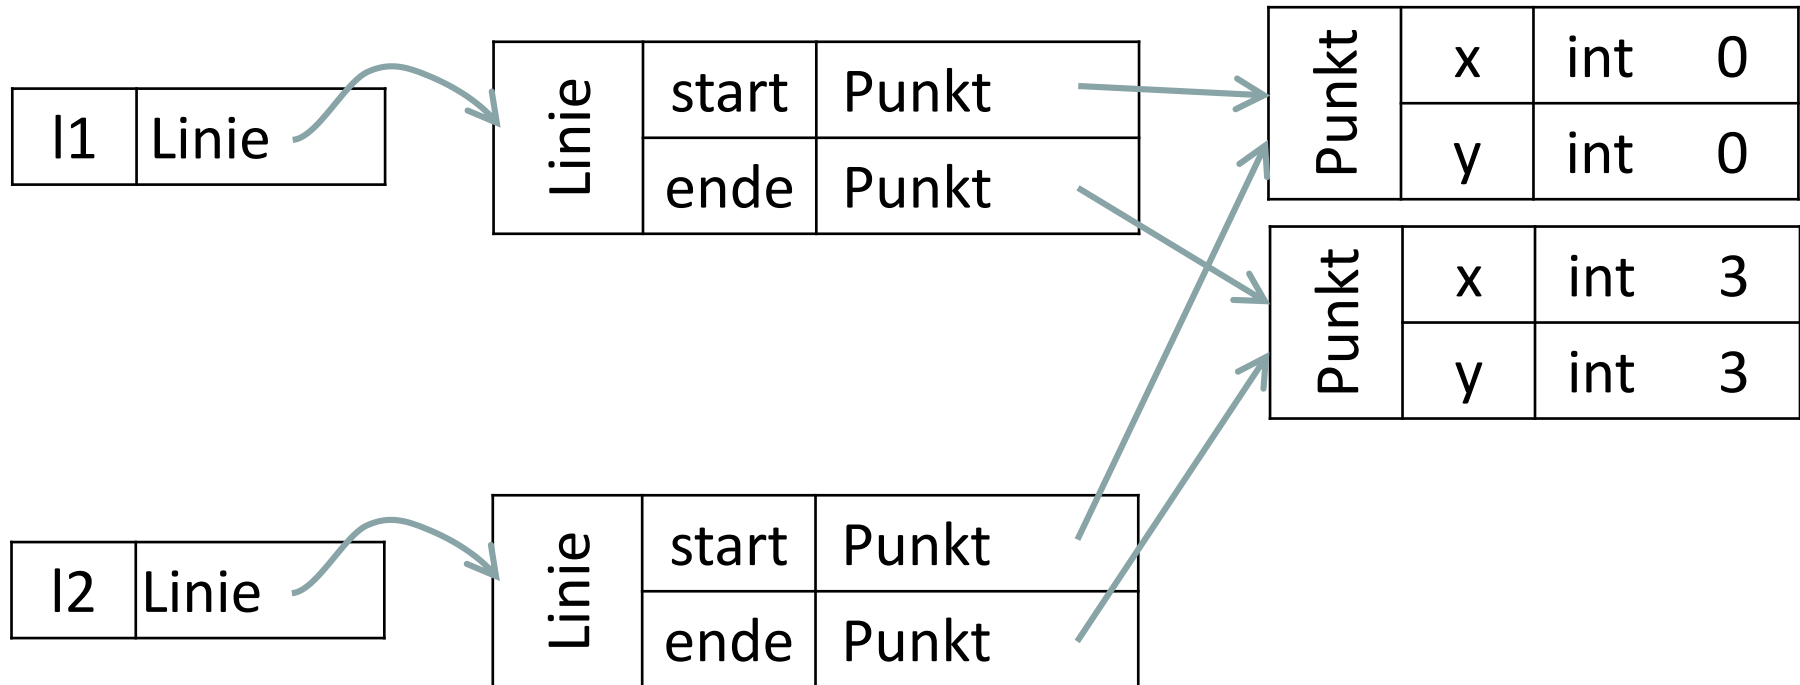 l1 Linie
Linie
start Punkt
ende Punkt
Punkt
x int 0
y int 0
Punkt
x int 3
y int 3
l2 Linie
Linie
start Punkt
ende Punkt